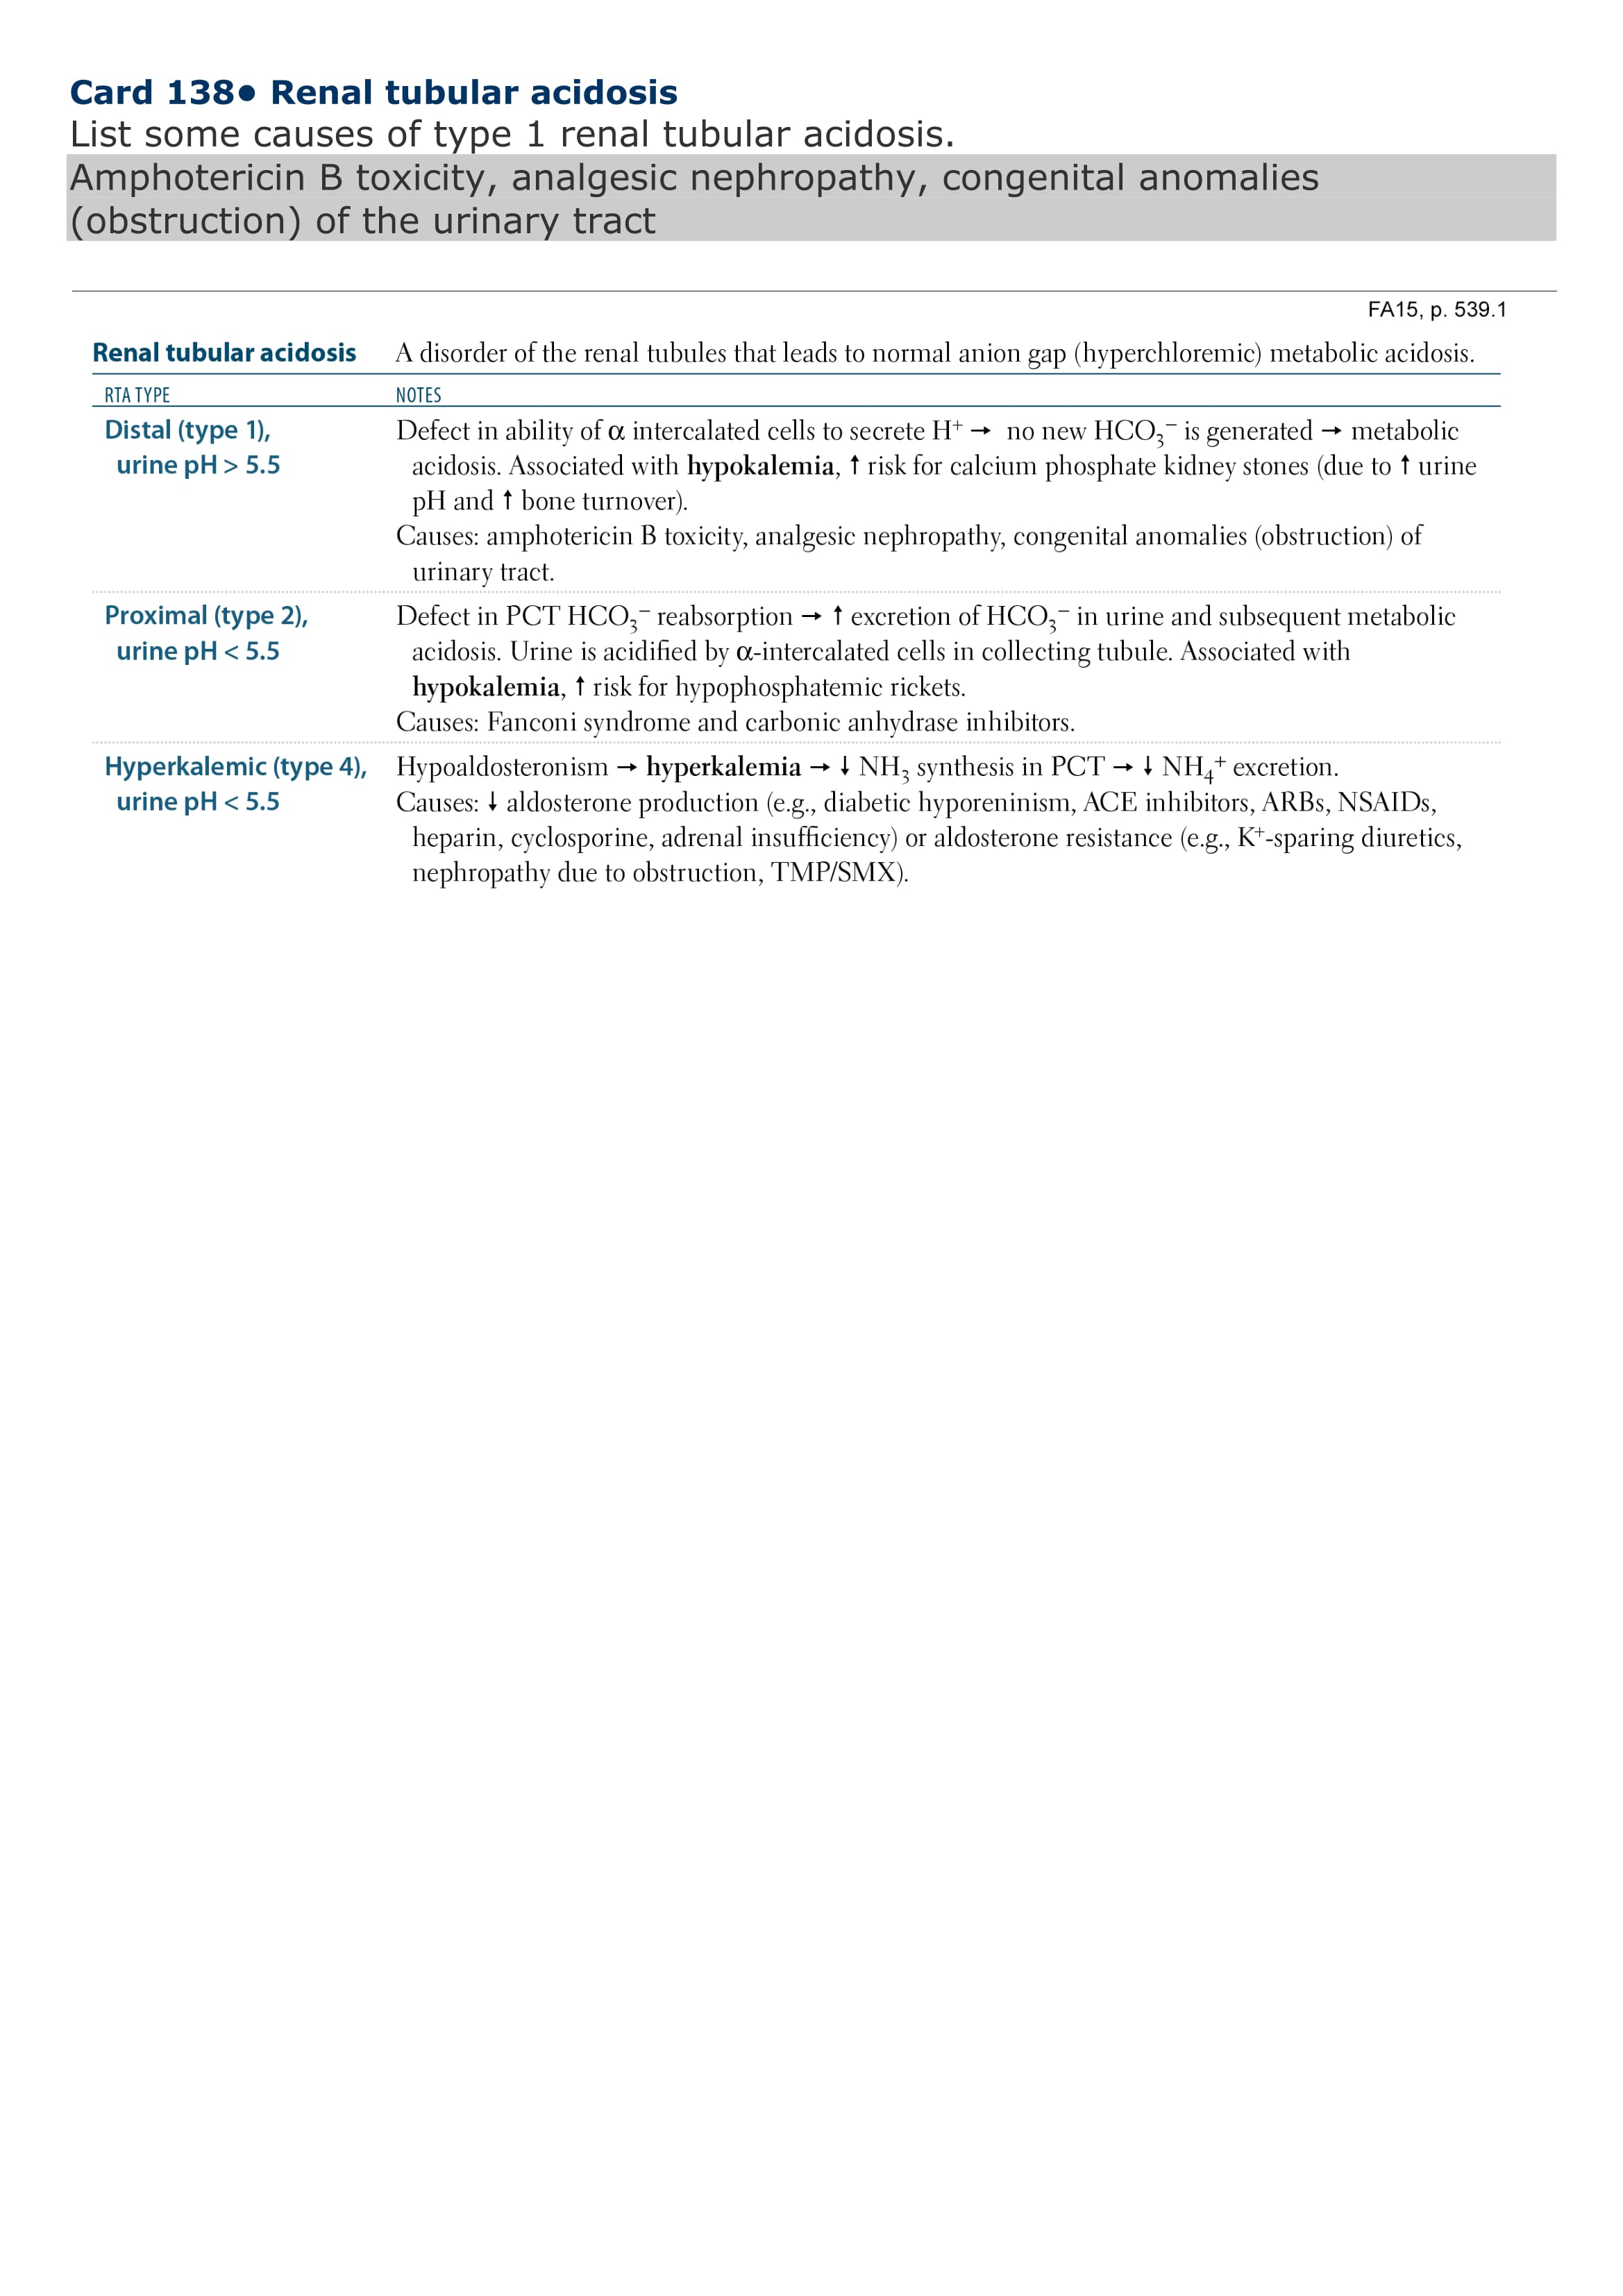 Card 138● Renal tubular acidosis
List some causes of type 1 renal tubular acidosis.
Amphotericin B toxicity, analgesic nephropathy, congenital anomalies
(obstruction) of the urinary tract
FA15, p. 539.1
Renal tubular acidosis A disorder of the renal tubules that leads to normal anion gap (hyperchloremic) metabolic acidosis.
RTA TYPE NOTES
Distal (type 1), Defect in ability of α intercalated cells to secrete H⁺ → no new HCO₃⁻ is generated → metabolic
urine pH > 5.5 acidosis. Associated with hypokalemia, ↑ risk for calcium phosphate kidney stones (due to ↑ urine
pH and ↑ bone turnover).
Causes: amphotericin B toxicity, analgesic nephropathy, congenital anomalies (obstruction) of
urinary tract.
Proximal (type 2), Defect in PCT HCO₃⁻ reabsorption → ↑ excretion of HCO₃⁻ in urine and subsequent metabolic
urine pH < 5.5 acidosis. Urine is acidified by α-intercalated cells in collecting tubule. Associated with
hypokalemia, ↑ risk for hypophosphatemic rickets.
Causes: Fanconi syndrome and carbonic anhydrase inhibitors.
Hyperkalemic (type 4), Hypoaldosteronism → hyperkalemia → ↓ NH₃ synthesis in PCT → ↓ NH₄⁺ excretion.
urine pH < 5.5 Causes: ↓ aldosterone production (e.g., diabetic hyporeninism, ACE inhibitors, ARBs, NSAIDs,
heparin, cyclosporine, adrenal insufficiency) or aldosterone resistance (e.g., K⁺-sparing diuretics,
nephropathy due to obstruction, TMP/SMX).